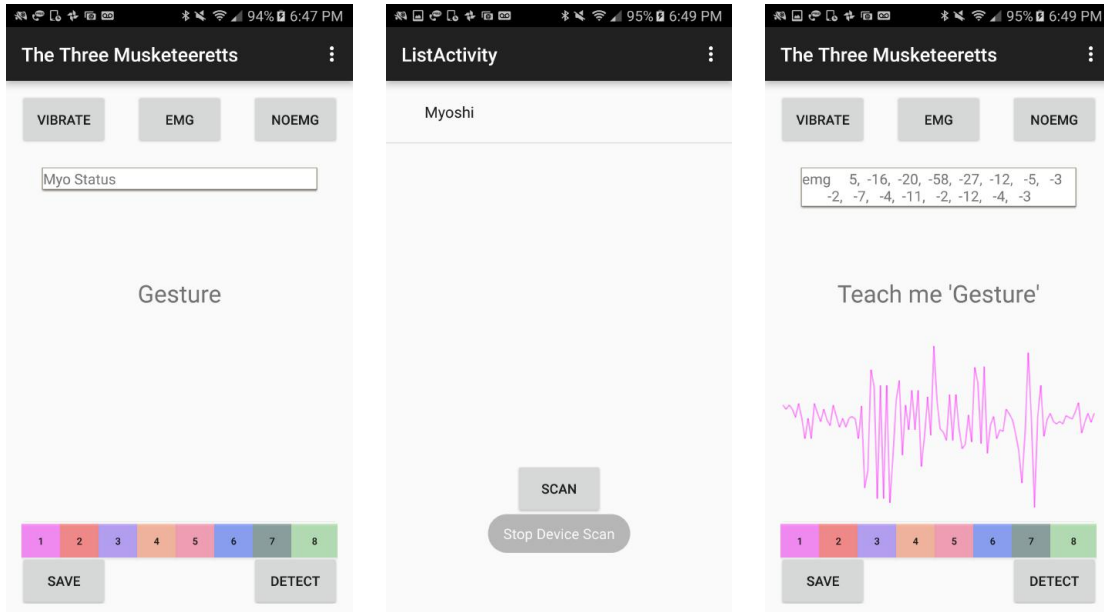 94% 6:47 PM
The Three Musketeeretts
VIBRATE EMG NOEMG
Myo Status
Gesture
1 2 3 4 5 6 7 8
SAVE DETECT
95% 6:49 PM
ListActivity
Myoshi
SCAN
Stop Device Scan
95% 6:49 PM
The Three Musketeeretts
VIBRATE EMG NOEMG
emg 5, -16, -20, -58, -27, -12, -5, -3
-2, -7, -4, -11, -2, -12, -4, -3
Teach me 'Gesture'
1 2 3 4 5 6 7 8
SAVE DETECT